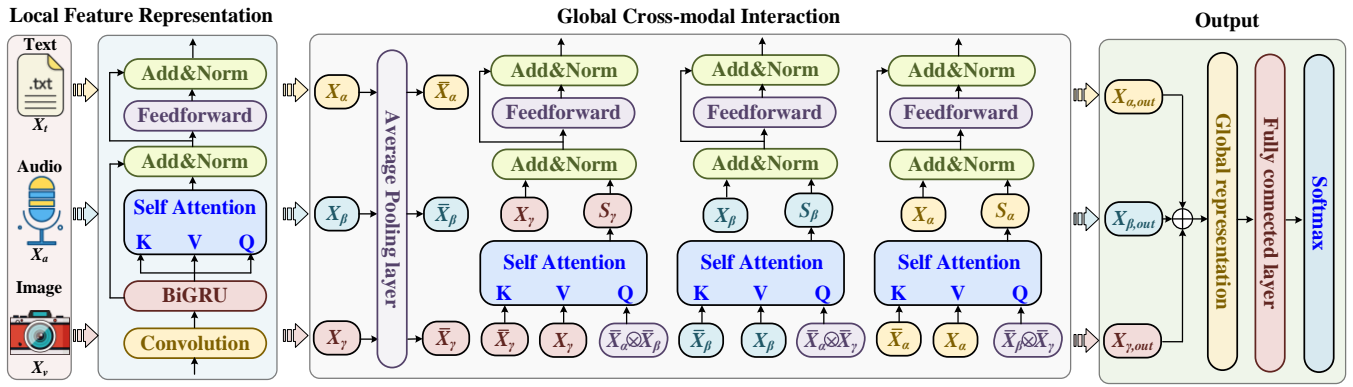 Local Feature Representation
Global Cross-modal Interaction
Output
Text
.txt
X_t
Audio
X_a
Image
X_v
Add&Norm
Feedforward
Add&Norm
Self Attention
K V Q
BiGRU
Convolution
X_α
X_β
X_γ
Average Pooling layer
X̄_α
X̄_β
X̄_γ
Add&Norm
Feedforward
Add&Norm
X_γ S_γ
Self Attention
K V Q
X̄_γ X_γ X̄_α⊗X̄_β
Add&Norm
Feedforward
Add&Norm
X_β S_β
Self Attention
K V Q
X̄_β X_β X̄_α⊗X̄_γ
Add&Norm
Feedforward
Add&Norm
X_α S_α
Self Attention
K V Q
X̄_α X_α X̄_β⊗X̄_γ
X_α,out
X_β,out
X_γ,out
Global representation
Fully connected layer
Softmax